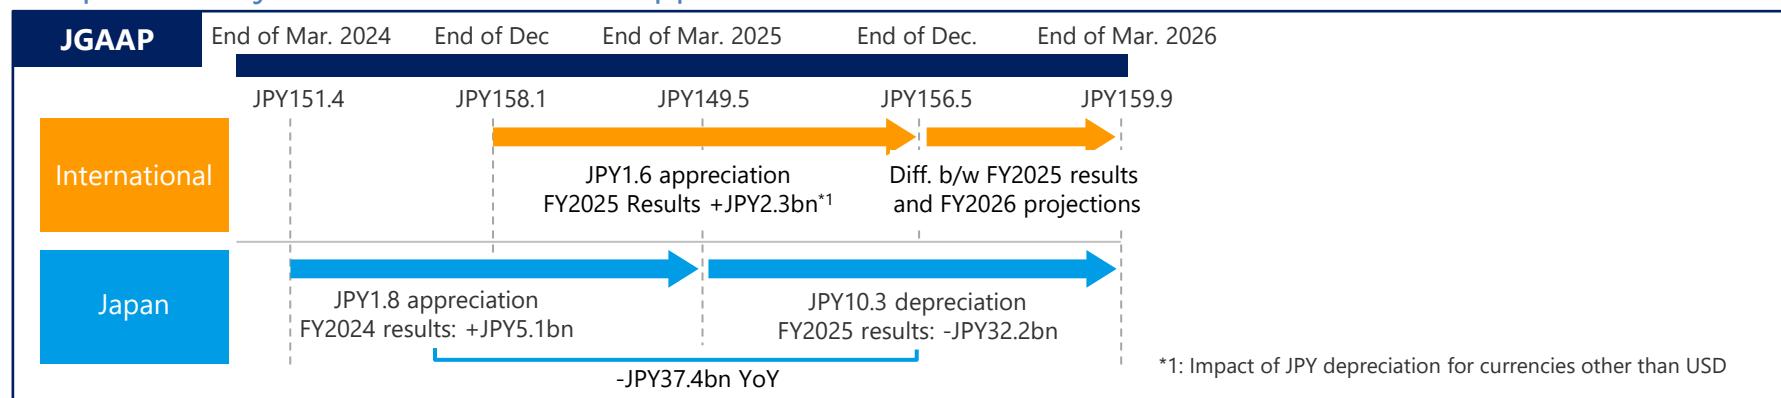 JGAAP
End of Mar. 2024
End of Dec
End of Mar. 2025
End of Dec.
End of Mar. 2026
JPY151.4
JPY158.1
JPY149.5
JPY156.5
JPY159.9
International
JPY1.6 appreciation
FY2025 Results +JPY2.3bn*1
Diff. b/w FY2025 results
and FY2026 projections
Japan
JPY1.8 appreciation
FY2024 results: +JPY5.1bn
JPY10.3 depreciation
FY2025 results: -JPY32.2bn
-JPY37.4bn YoY
*1: Impact of JPY depreciation for currencies other than USD